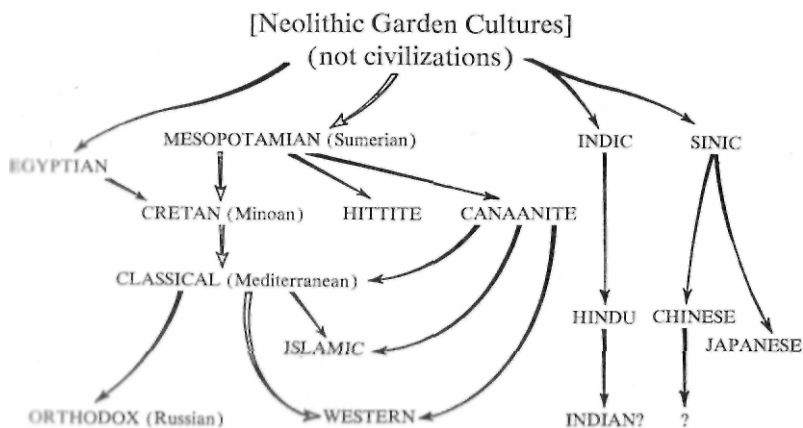 [Neolithic Garden Cultures]
(not civilizations)
MESOPOTAMIAN (Sumerian)
INDIC
SINIC
EGYPTIAN
CRETAN (Minoan)
HITTITE
CANAANITE
CLASSICAL (Mediterranean)
HINDU
CHINESE
ISLAMIC
JAPANESE
ORTHODOX (Russian)
WESTERN
INDIAN?
?